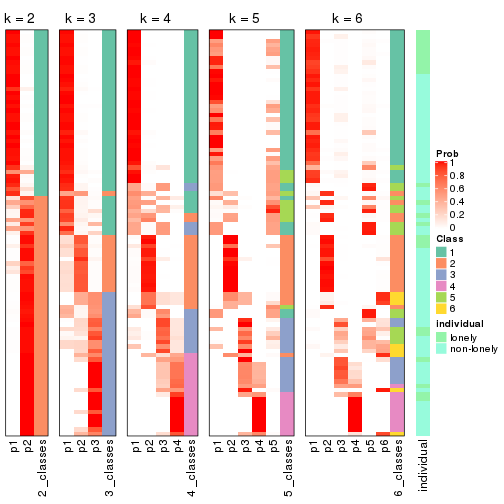 k = 2 k = 3 k = 4 k = 5 k = 6
Prob
1
0.8
0.6
0.4
0.2
0
Class
1
2
3
4
5
6
Individual
lonely
non-lonely
p1 p2 2_classes p1 p2 p3 3_classes p1 p2 p3 p4 4_classes p1 p2 p3 p4 p5 5_classes p1 p2 p3 p4 p5 p6 6_classes individual